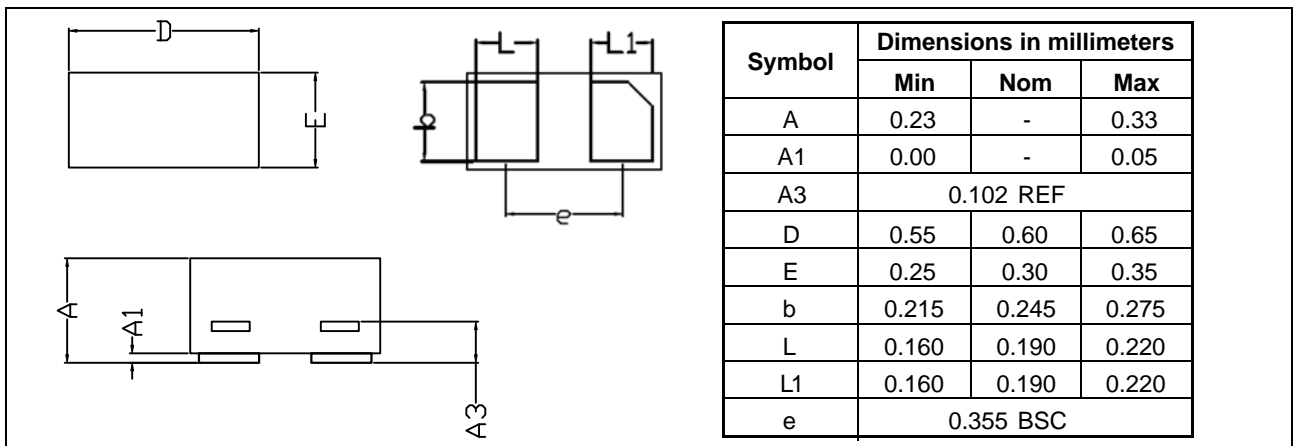 D
E
L
L1
b
e
A
A1
A3
Symbol Dimensions in millimeters
Min Nom Max
A 0.23 - 0.33
A1 0.00 - 0.05
A3 0.102 REF
D 0.55 0.60 0.65
E 0.25 0.30 0.35
b 0.215 0.245 0.275
L 0.160 0.190 0.220
L1 0.160 0.190 0.220
e 0.355 BSC